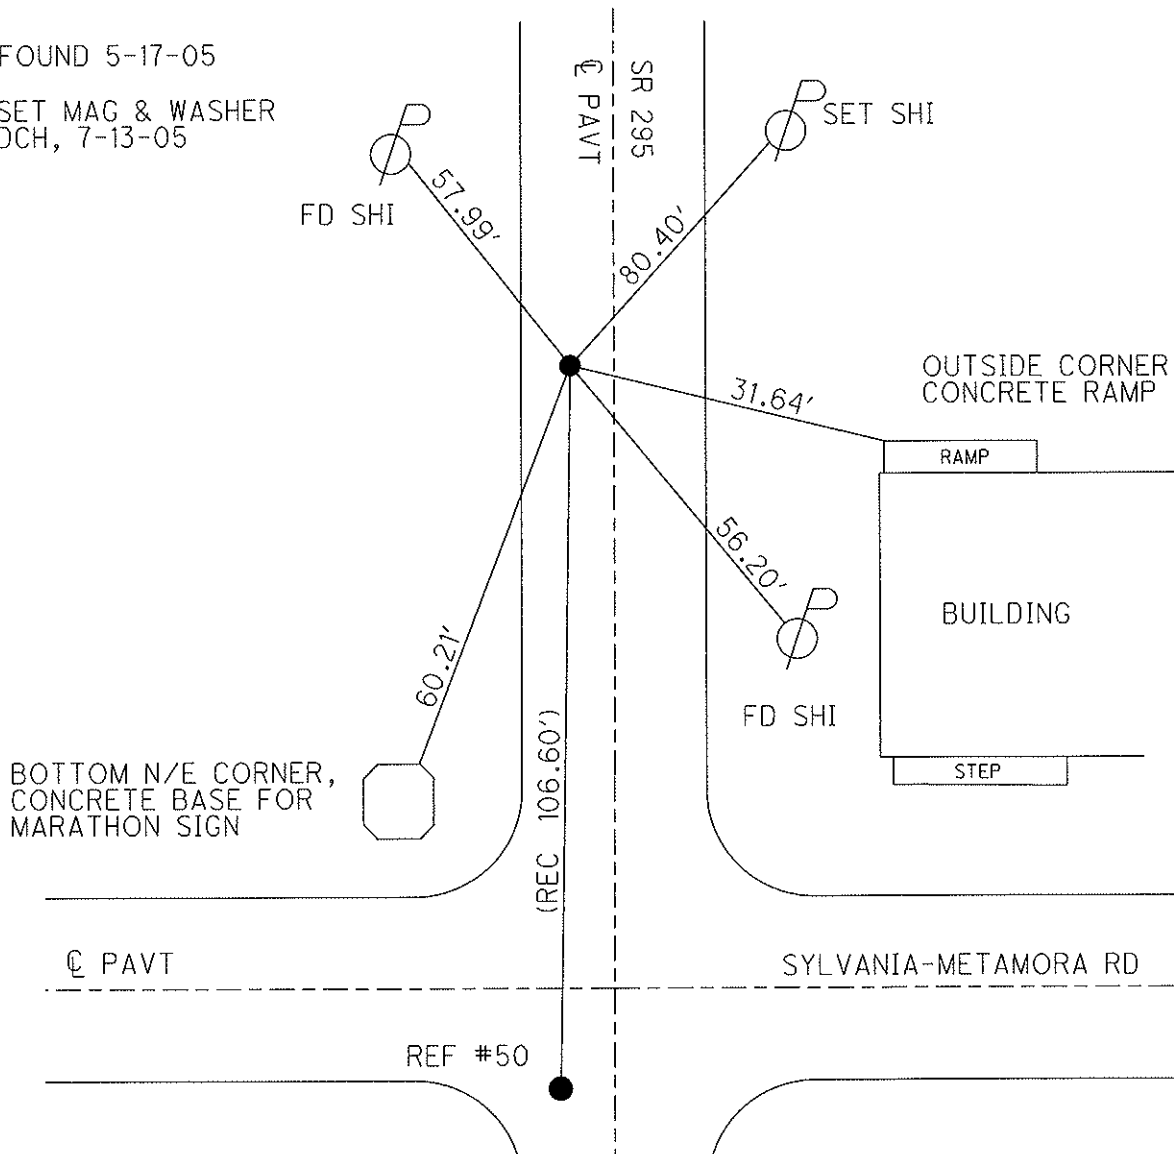 FOUND 5-17-05
SET MAG & WASHER
DCH, 7-13-05
FD SHI
57.99'
℄ PAVT
SR 295
SET SHI
80.40'
31.64'
OUTSIDE CORNER
CONCRETE RAMP
RAMP
56.20'
BUILDING
FD SHI
STEP
60.21'
(REC 106.60')
BOTTOM N/E CORNER,
CONCRETE BASE FOR
MARATHON SIGN
℄ PAVT
SYLVANIA-METAMORA RD
REF #50